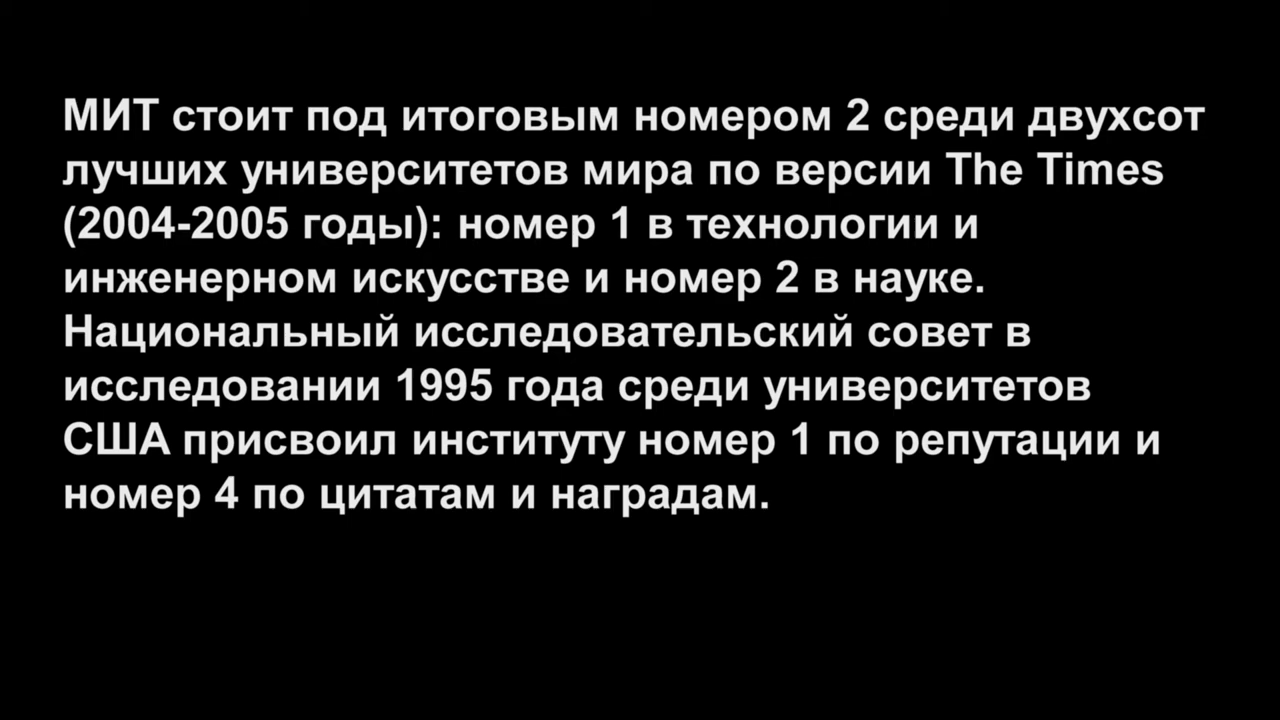 МИТ стоит под итоговым номером 2 среди двухсот
лучших университетов мира по версии The Times
(2004-2005 годы): номер 1 в технологии и
инженерном искусстве и номер 2 в науке.
Национальный исследовательский совет в
исследовании 1995 года среди университетов
США присвоил институту номер 1 по репутации и
номер 4 по цитатам и наградам.